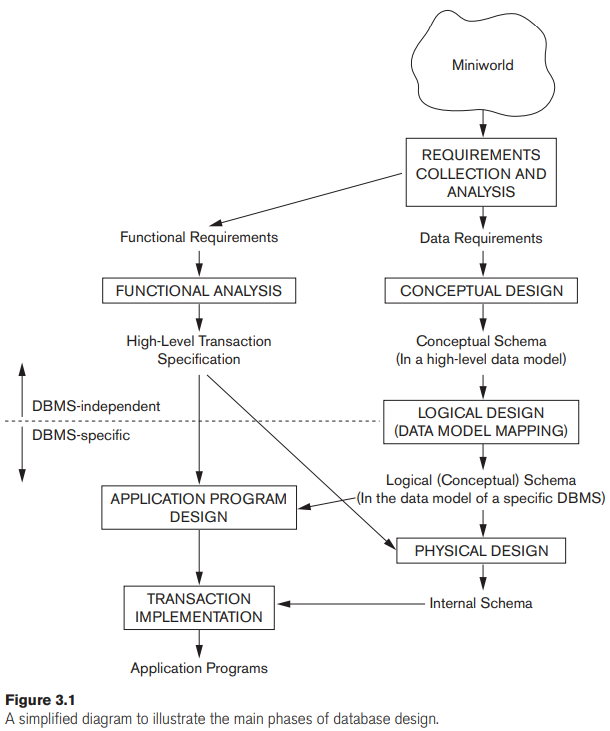 Miniworld
REQUIREMENTS
COLLECTION AND
ANALYSIS
Functional Requirements
Data Requirements
FUNCTIONAL ANALYSIS
CONCEPTUAL DESIGN
High-Level Transaction
Specification
Conceptual Schema
(In a high-level data model)
DBMS-independent
DBMS-specific
LOGICAL DESIGN
(DATA MODEL MAPPING)
Logical (Conceptual) Schema
(In the data model of a specific DBMS)
APPLICATION PROGRAM
DESIGN
PHYSICAL DESIGN
TRANSACTION
IMPLEMENTATION
Internal Schema
Application Programs
Figure 3.1
A simplified diagram to illustrate the main phases of database design.